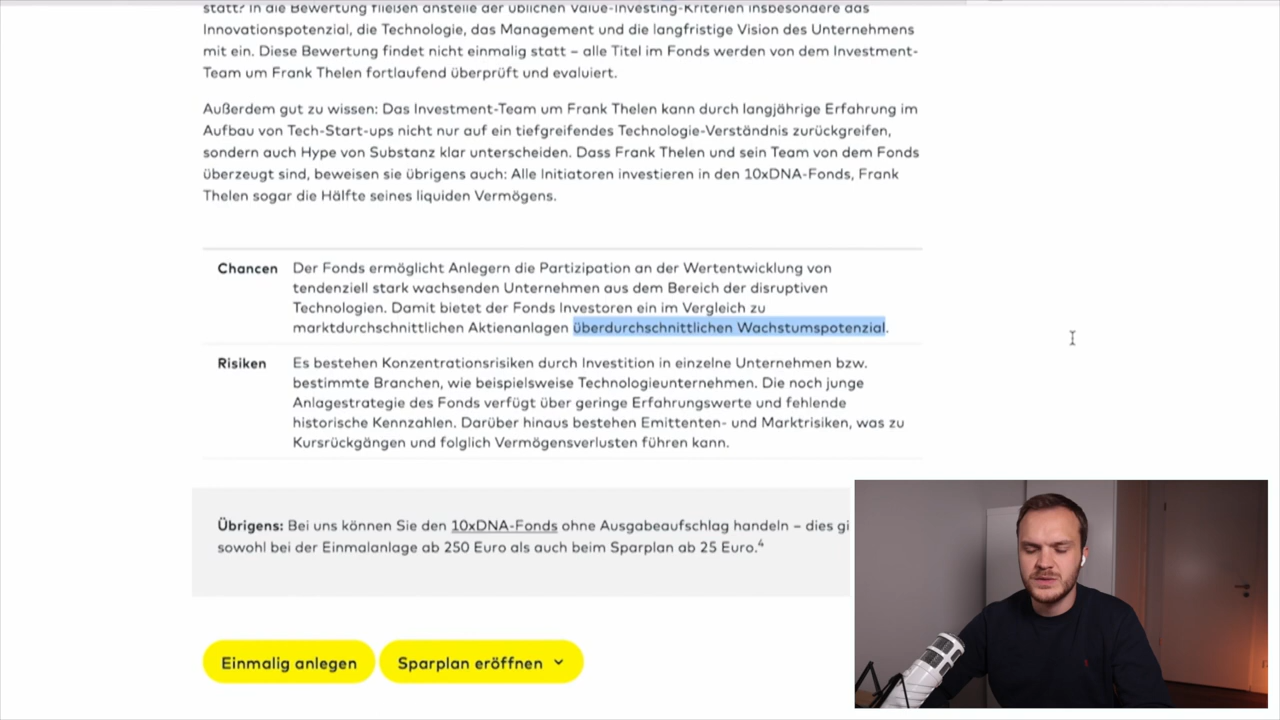 statt? In die Bewertung fließen anstelle der üblichen Value-Investing-Kriterien insbesondere das
Innovationspotenzial, die Technologie, das Management und die langfristige Vision des Unternehmens
mit ein. Diese Bewertung findet nicht einmalig statt – alle Titel im Fonds werden von dem Investment-
Team um Frank Thelen fortlaufend überprüft und evaluiert.
Außerdem gut zu wissen: Das Investment-Team um Frank Thelen kann durch langjährige Erfahrung im
Aufbau von Tech-Start-ups nicht nur auf ein tiefgreifendes Technologie-Verständnis zurückgreifen,
sondern auch Hype von Substanz klar unterscheiden. Dass Frank Thelen und sein Team von dem Fonds
überzeugt sind, beweisen sie übrigens auch: Alle Initiatoren investieren in den 10xDNA-Fonds, Frank
Thelen sogar die Hälfte seines liquiden Vermögens.
Chancen Der Fonds ermöglicht Anlegern die Partizipation an der Wertentwicklung von
tendenziell stark wachsenden Unternehmen aus dem Bereich der disruptiven
Technologien. Damit bietet der Fonds Investoren ein im Vergleich zu
marktdurchschnittlichen Aktienanlagen überdurchschnittlichen Wachstumspotenzial.
Risiken Es bestehen Konzentrationsrisiken durch Investition in einzelne Unternehmen bzw.
bestimmte Branchen, wie beispielsweise Technologieunternehmen. Die noch junge
Anlagestrategie des Fonds verfügt über geringe Erfahrungswerte und fehlende
historische Kennzahlen. Darüber hinaus bestehen Emittenten- und Marktrisiken, was zu
Kursrückgängen und folglich Vermögensverlusten führen kann.
Übrigens: Bei uns können Sie den 10xDNA-Fonds ohne Ausgabeaufschlag handeln – dies gi
sowohl bei der Einmalanlage ab 250 Euro als auch beim Sparplan ab 25 Euro.⁴
Einmalig anlegen Sparplan eröffnen